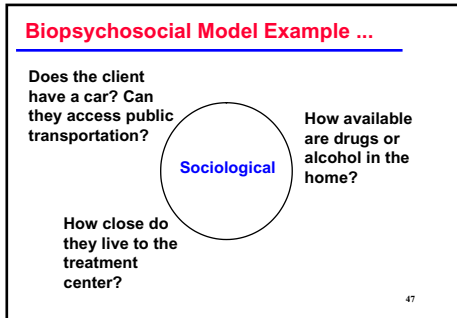 Biopsychosocial Model Example ...
Does the client
have a car? Can
they access public
transportation?
How available
are drugs or
alcohol in the
home?
Sociological
How close do
they live to the
treatment
center?
47